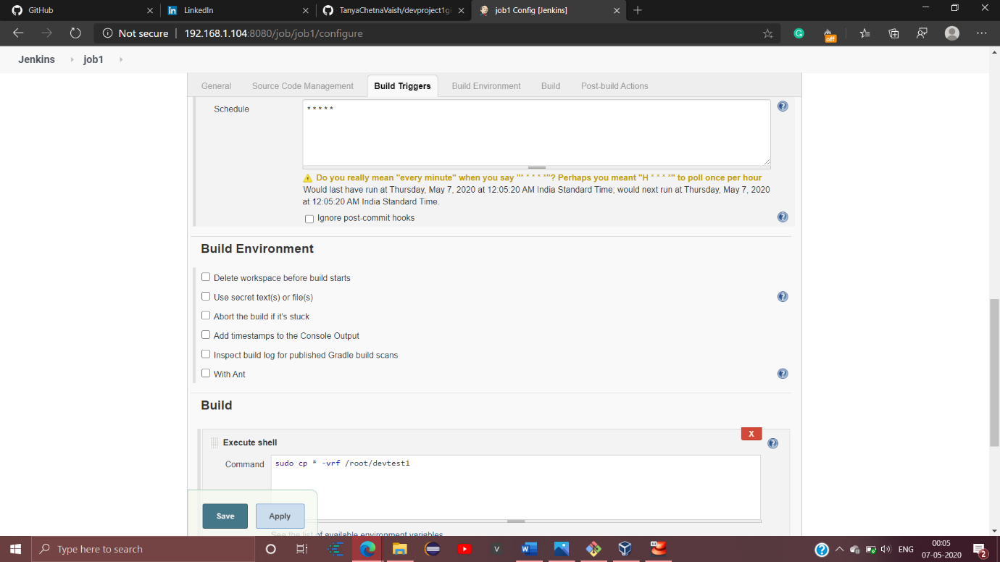 GitHub
LinkedIn
TanyaChetnaVaish/devproject1gi
job1 Config [Jenkins]
Not secure | 192.168.1.104:8080/job/job1/configure
off
Jenkins
job1
General
Source Code Management
Build Triggers
Build Environment
Build
Post-build Actions
Schedule
* * * * *
Do you really mean "every minute" when you say "* * * * *"? Perhaps you meant "H * * * *" to poll once per hour
Would last have run at Thursday, May 7, 2020 at 12:05:20 AM India Standard Time; would next run at Thursday, May 7, 2020
at 12:05:20 AM India Standard Time.
Ignore post-commit hooks
Build Environment
Delete workspace before build starts
Use secret text(s) or file(s)
Abort the build if it's stuck
Add timestamps to the Console Output
Inspect build log for published Gradle build scans
With Ant
Build
X
Execute shell
Command
sudo cp * -vrf /root/devtest1
Save
Apply
See the list of available environment variables
Type here to search
ENG
00:05
07-05-2020
2